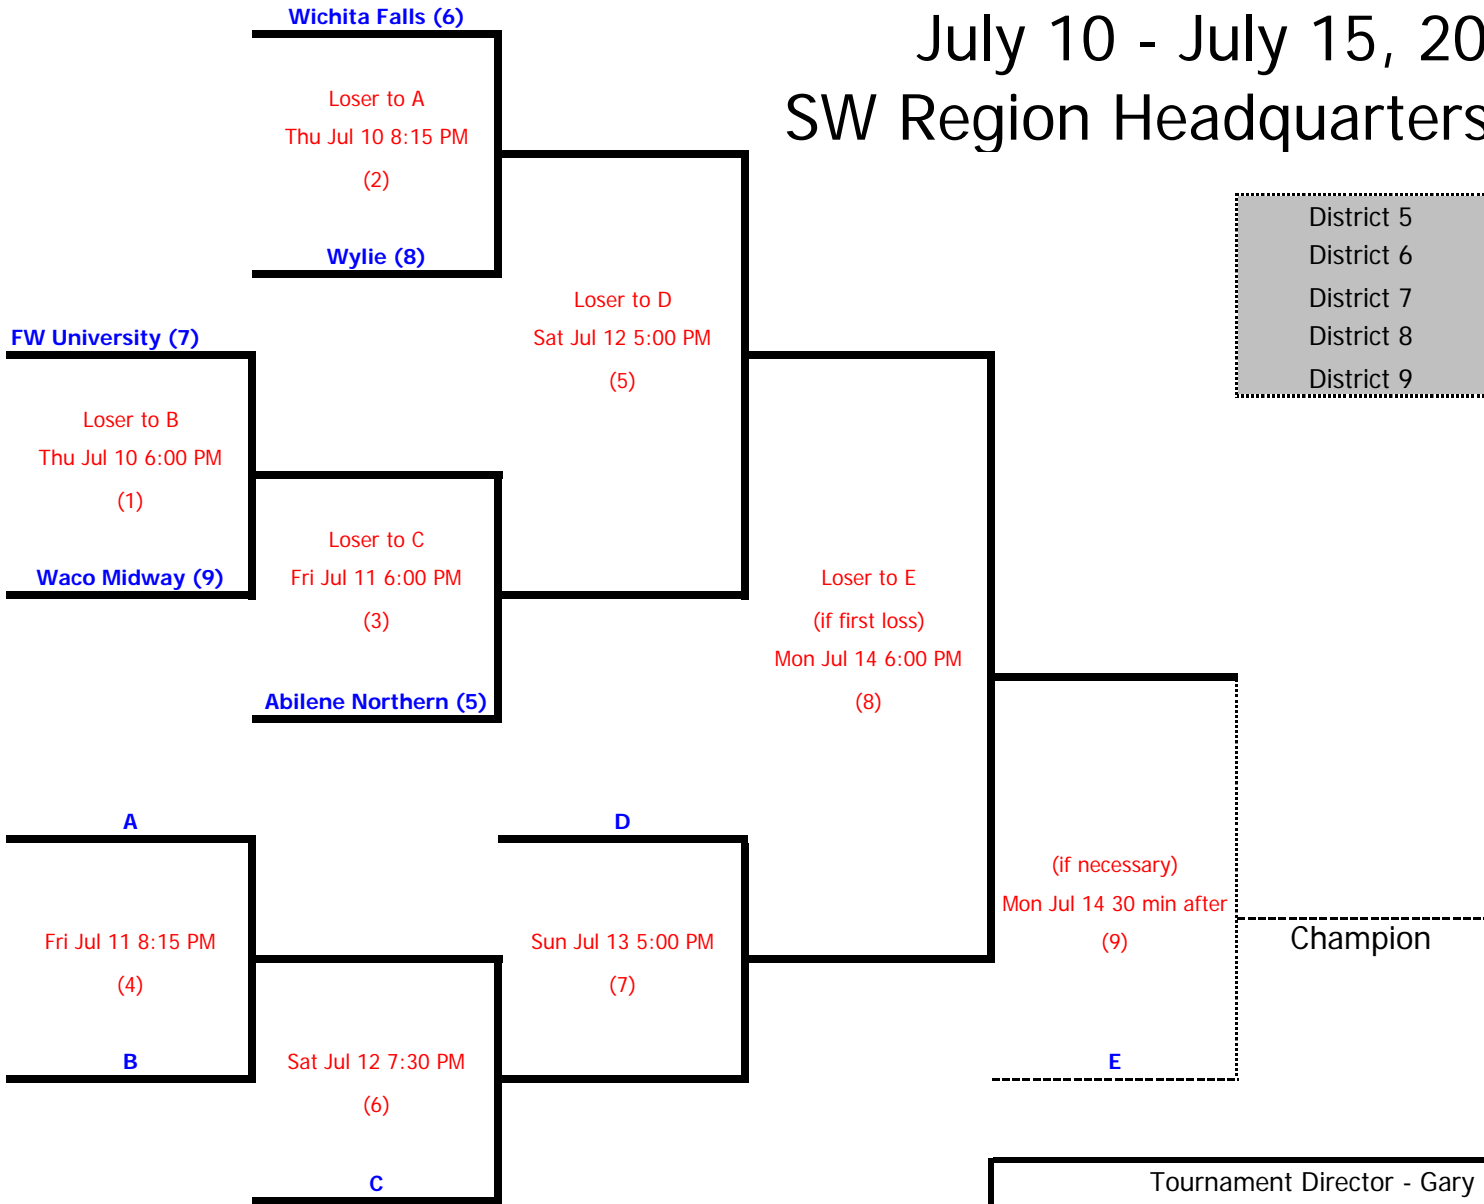 Wichita Falls (6)
July 10 - July 15, 20
SW Region Headquarters
Loser to A
Thu Jul 10 8:15 PM
(2)
Wylie (8)
District 5
District 6
District 7
District 8
District 9
Loser to D
Sat Jul 12 5:00 PM
(5)
FW University (7)
Loser to B
Thu Jul 10 6:00 PM
(1)
Waco Midway (9)
Loser to C
Fri Jul 11 6:00 PM
(3)
Abilene Northern (5)
Loser to E
(if first loss)
Mon Jul 14 6:00 PM
(8)
A
Fri Jul 11 8:15 PM
(4)
B
D
Sun Jul 13 5:00 PM
(7)
(if necessary)
Mon Jul 14 30 min after
(9)
Champion
Sat Jul 12 7:30 PM
(6)
C
E
Tournament Director - Gary